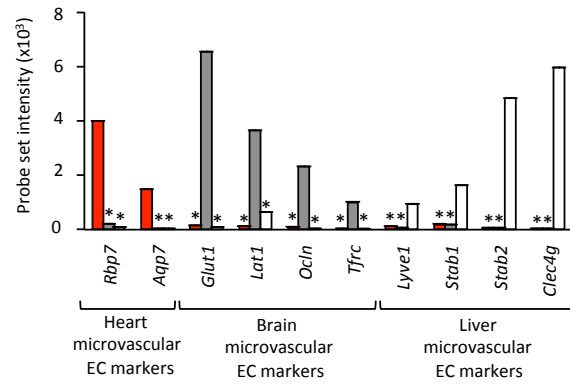 Probe set intensity (x10³)
8
6
4
2
0
* * * * * * * * * * * * * * * * * * * *
Rbp7 Aqp7 Glut1 Lat1 Ocln Tfrc Lyve1 Stab1 Stab2 Clec4g
Heart Brain Liver
microvascular microvascular microvascular
EC markers EC markers EC markers